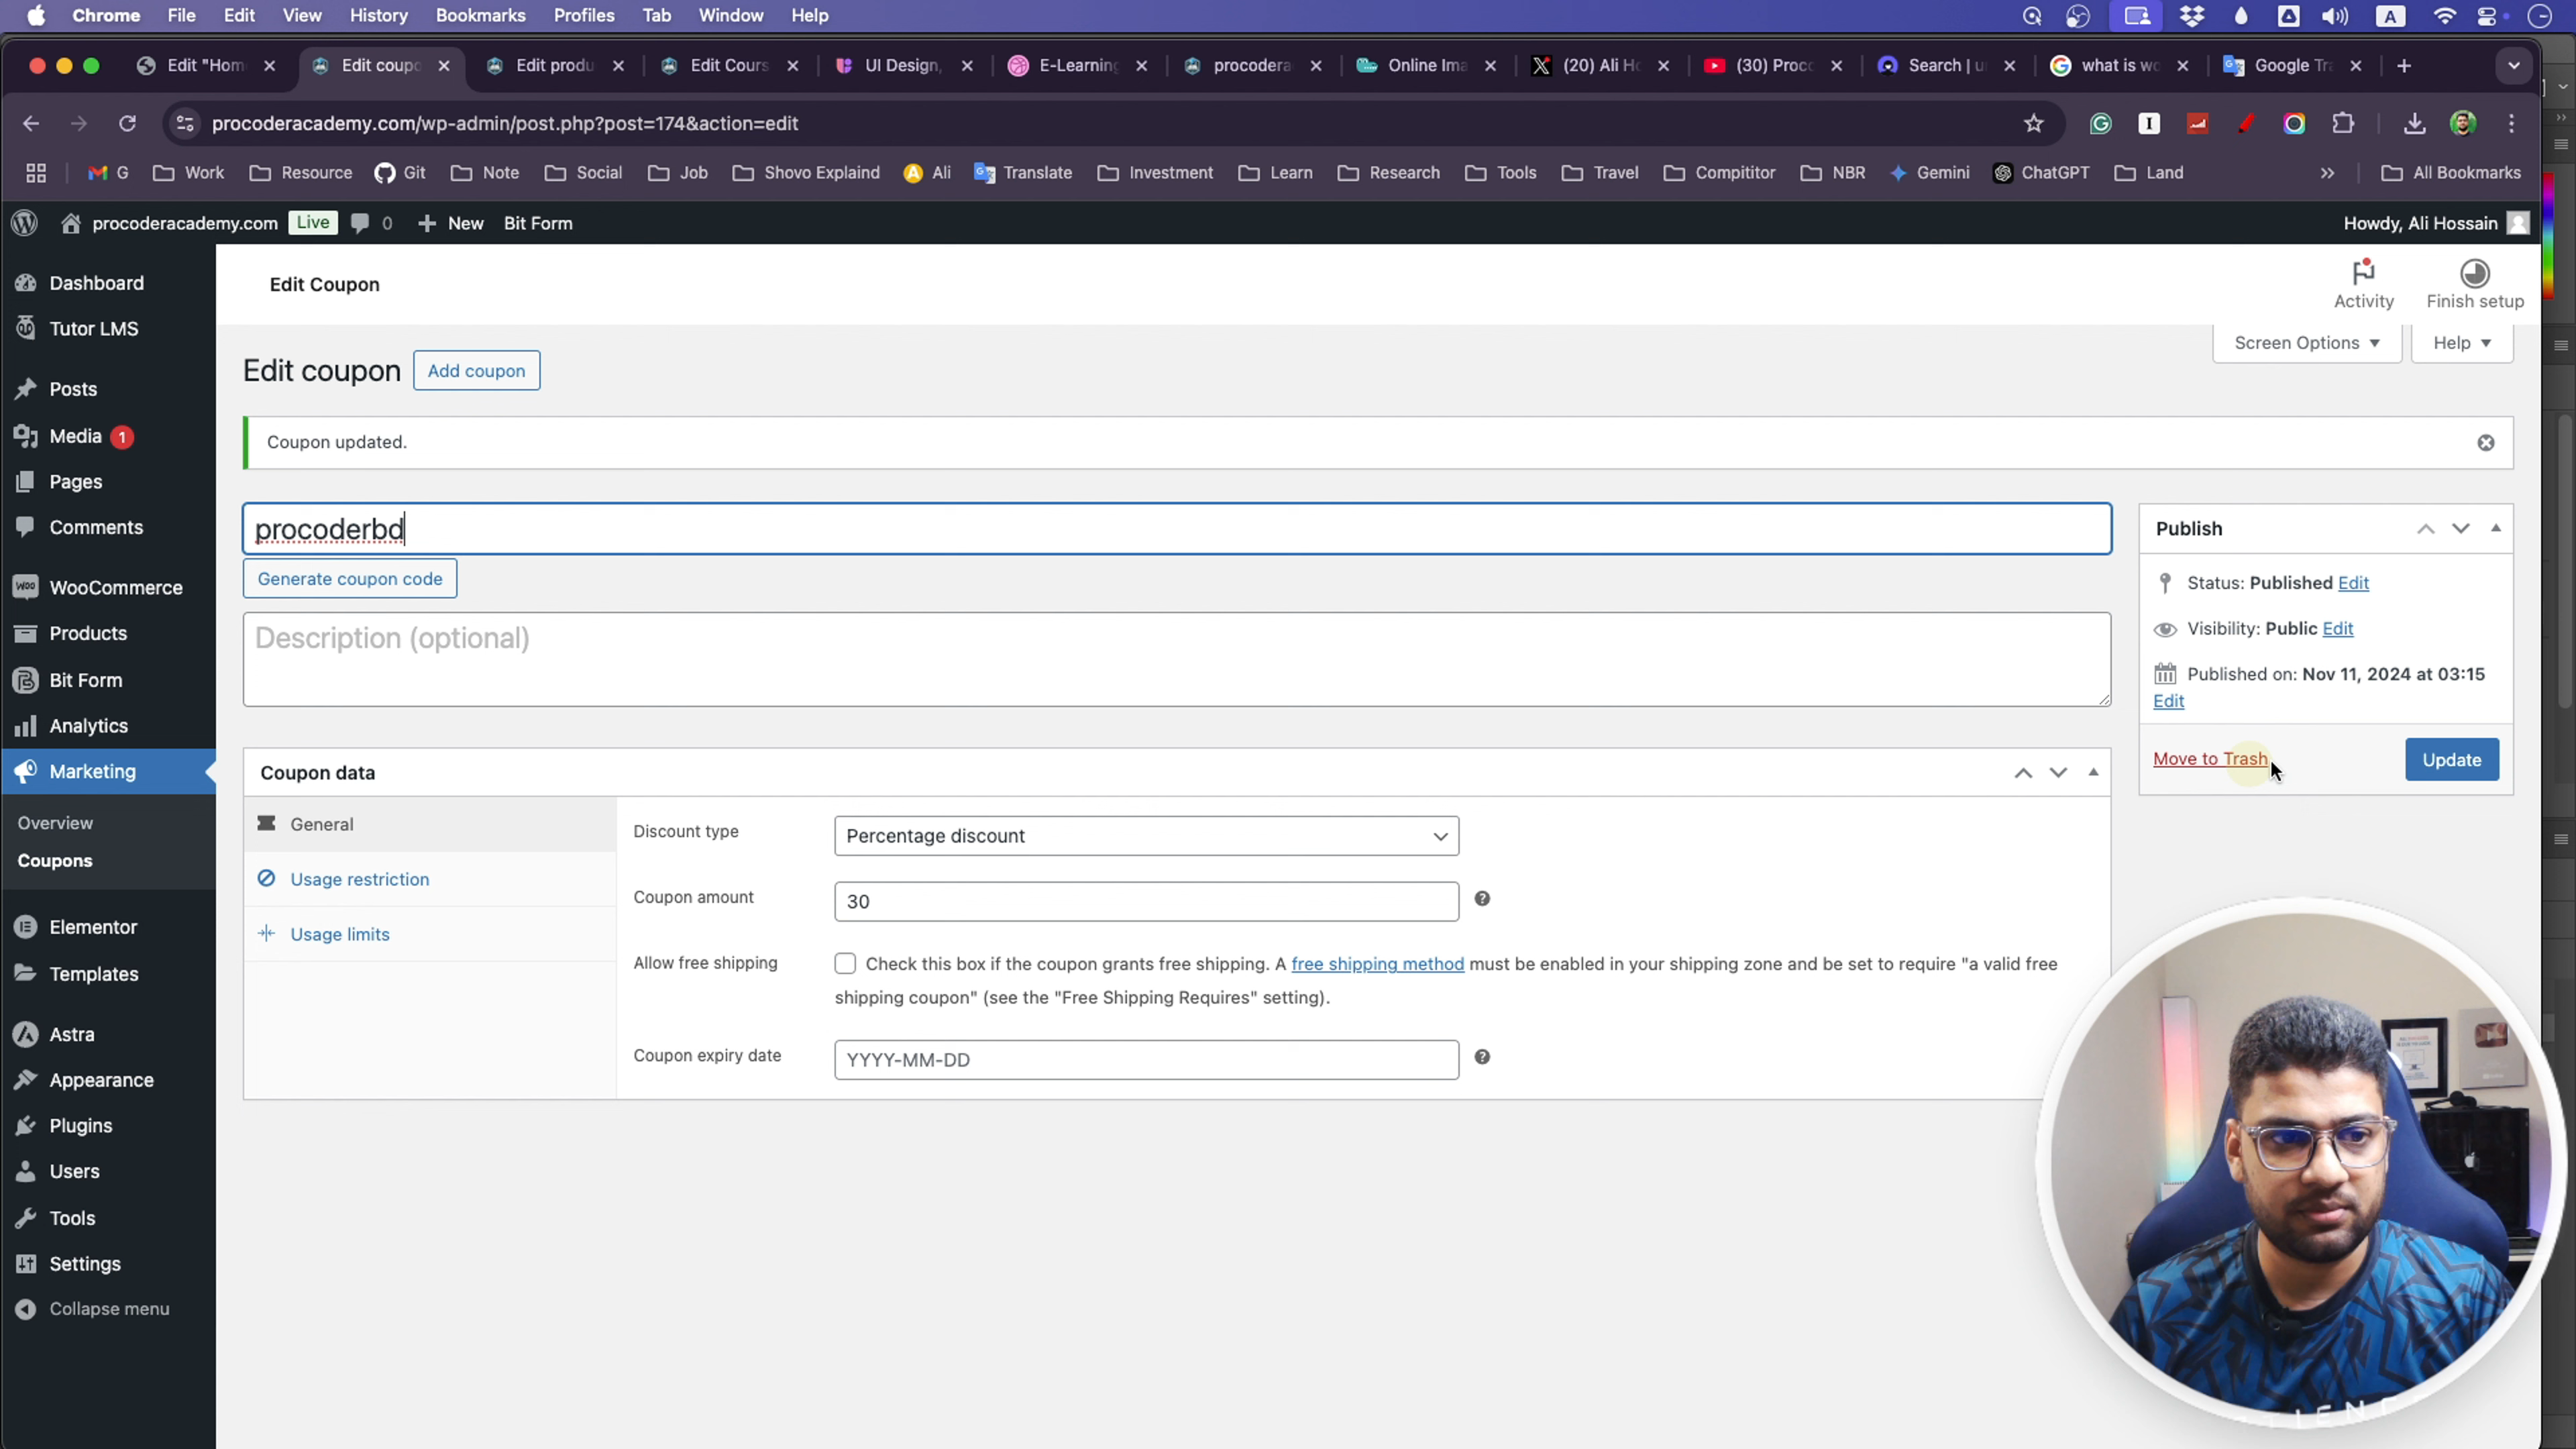 Chrome File Edit View History Bookmarks Profiles Tab Window Help A
Edit "Hom Edit coupo Edit produ Edit Cours UI Design, E-Learning procodera Online Ima (20) Ali Ho (30) Proc Search | u what is wo Google Tra
procoderacademy.com/wp-admin/post.php?post=174&action=edit
G Work Resource Git Note Social Job Shovo Explaind Ali Translate Investment Learn Research Tools Travel Compititor NBR Gemini ChatGPT Land » All Bookmarks
procoderacademy.com Live 0 + New Bit Form Howdy, Ali Hossain
Dashboard
Tutor LMS
Posts
Media 1
Pages
Comments
WooCommerce
Products
Bit Form
Analytics
Marketing
Overview
Coupons
Elementor
Templates
Astra
Appearance
Plugins
Users
Tools
Settings
Collapse menu
Edit Coupon
Activity
Finish setup
Screen Options
Help
Edit coupon Add coupon
Coupon updated.
procoderbd
Generate coupon code
Description (optional)
Publish
Status: Published Edit
Visibility: Public Edit
Published on: Nov 11, 2024 at 03:15
Edit
Move to Trash Update
Coupon data
General
Usage restriction
Usage limits
Discount type Percentage discount
Coupon amount 30
Allow free shipping Check this box if the coupon grants free shipping. A free shipping method must be enabled in your shipping zone and be set to require "a valid free
shipping coupon" (see the "Free Shipping Requires" setting).
Coupon expiry date YYYY-MM-DD